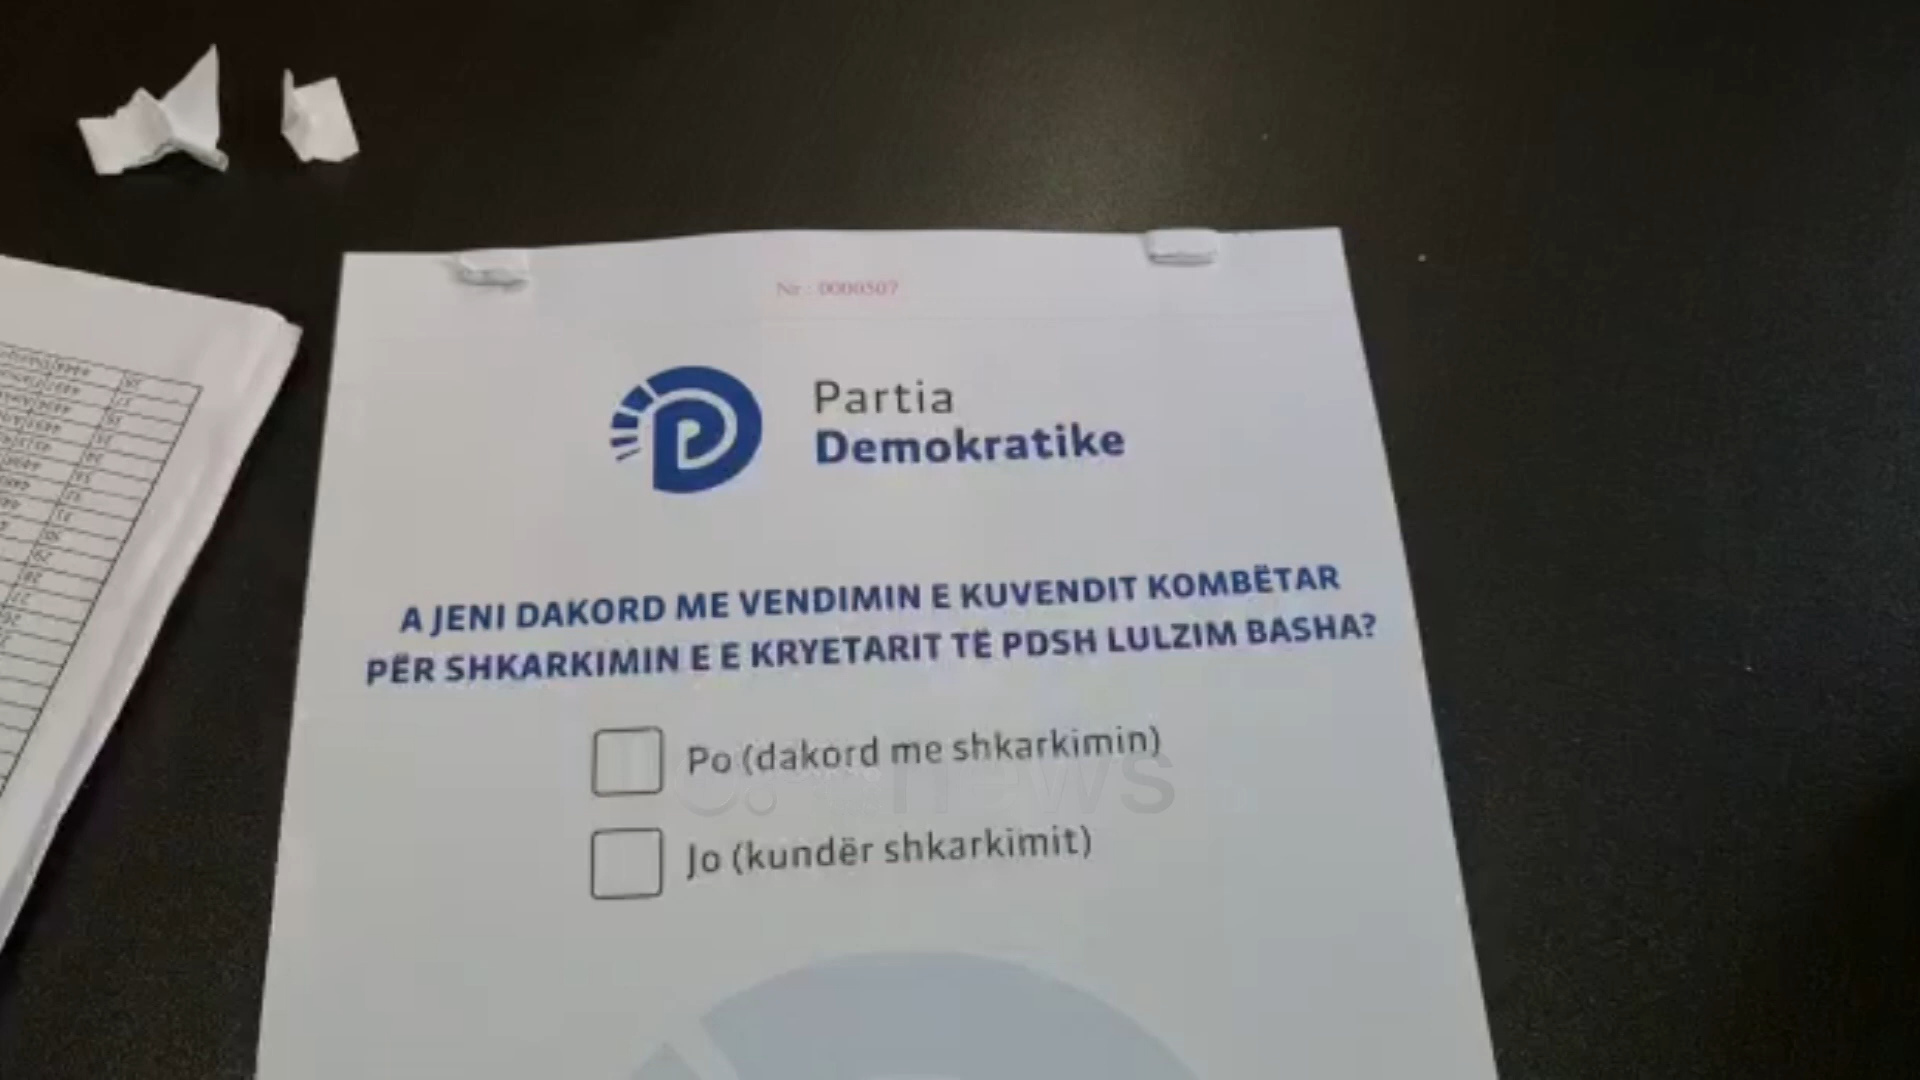 Nr : 0000507
Partia
Demokratike
A JENI DAKORD ME VENDIMIN E KUVENDIT KOMBËTAR
PËR SHKARKIMIN E E KRYETARIT TË PDSH LULZIM BASHA?
Po (dakord me shkarkimin)
news
Jo (kundër shkarkimit)